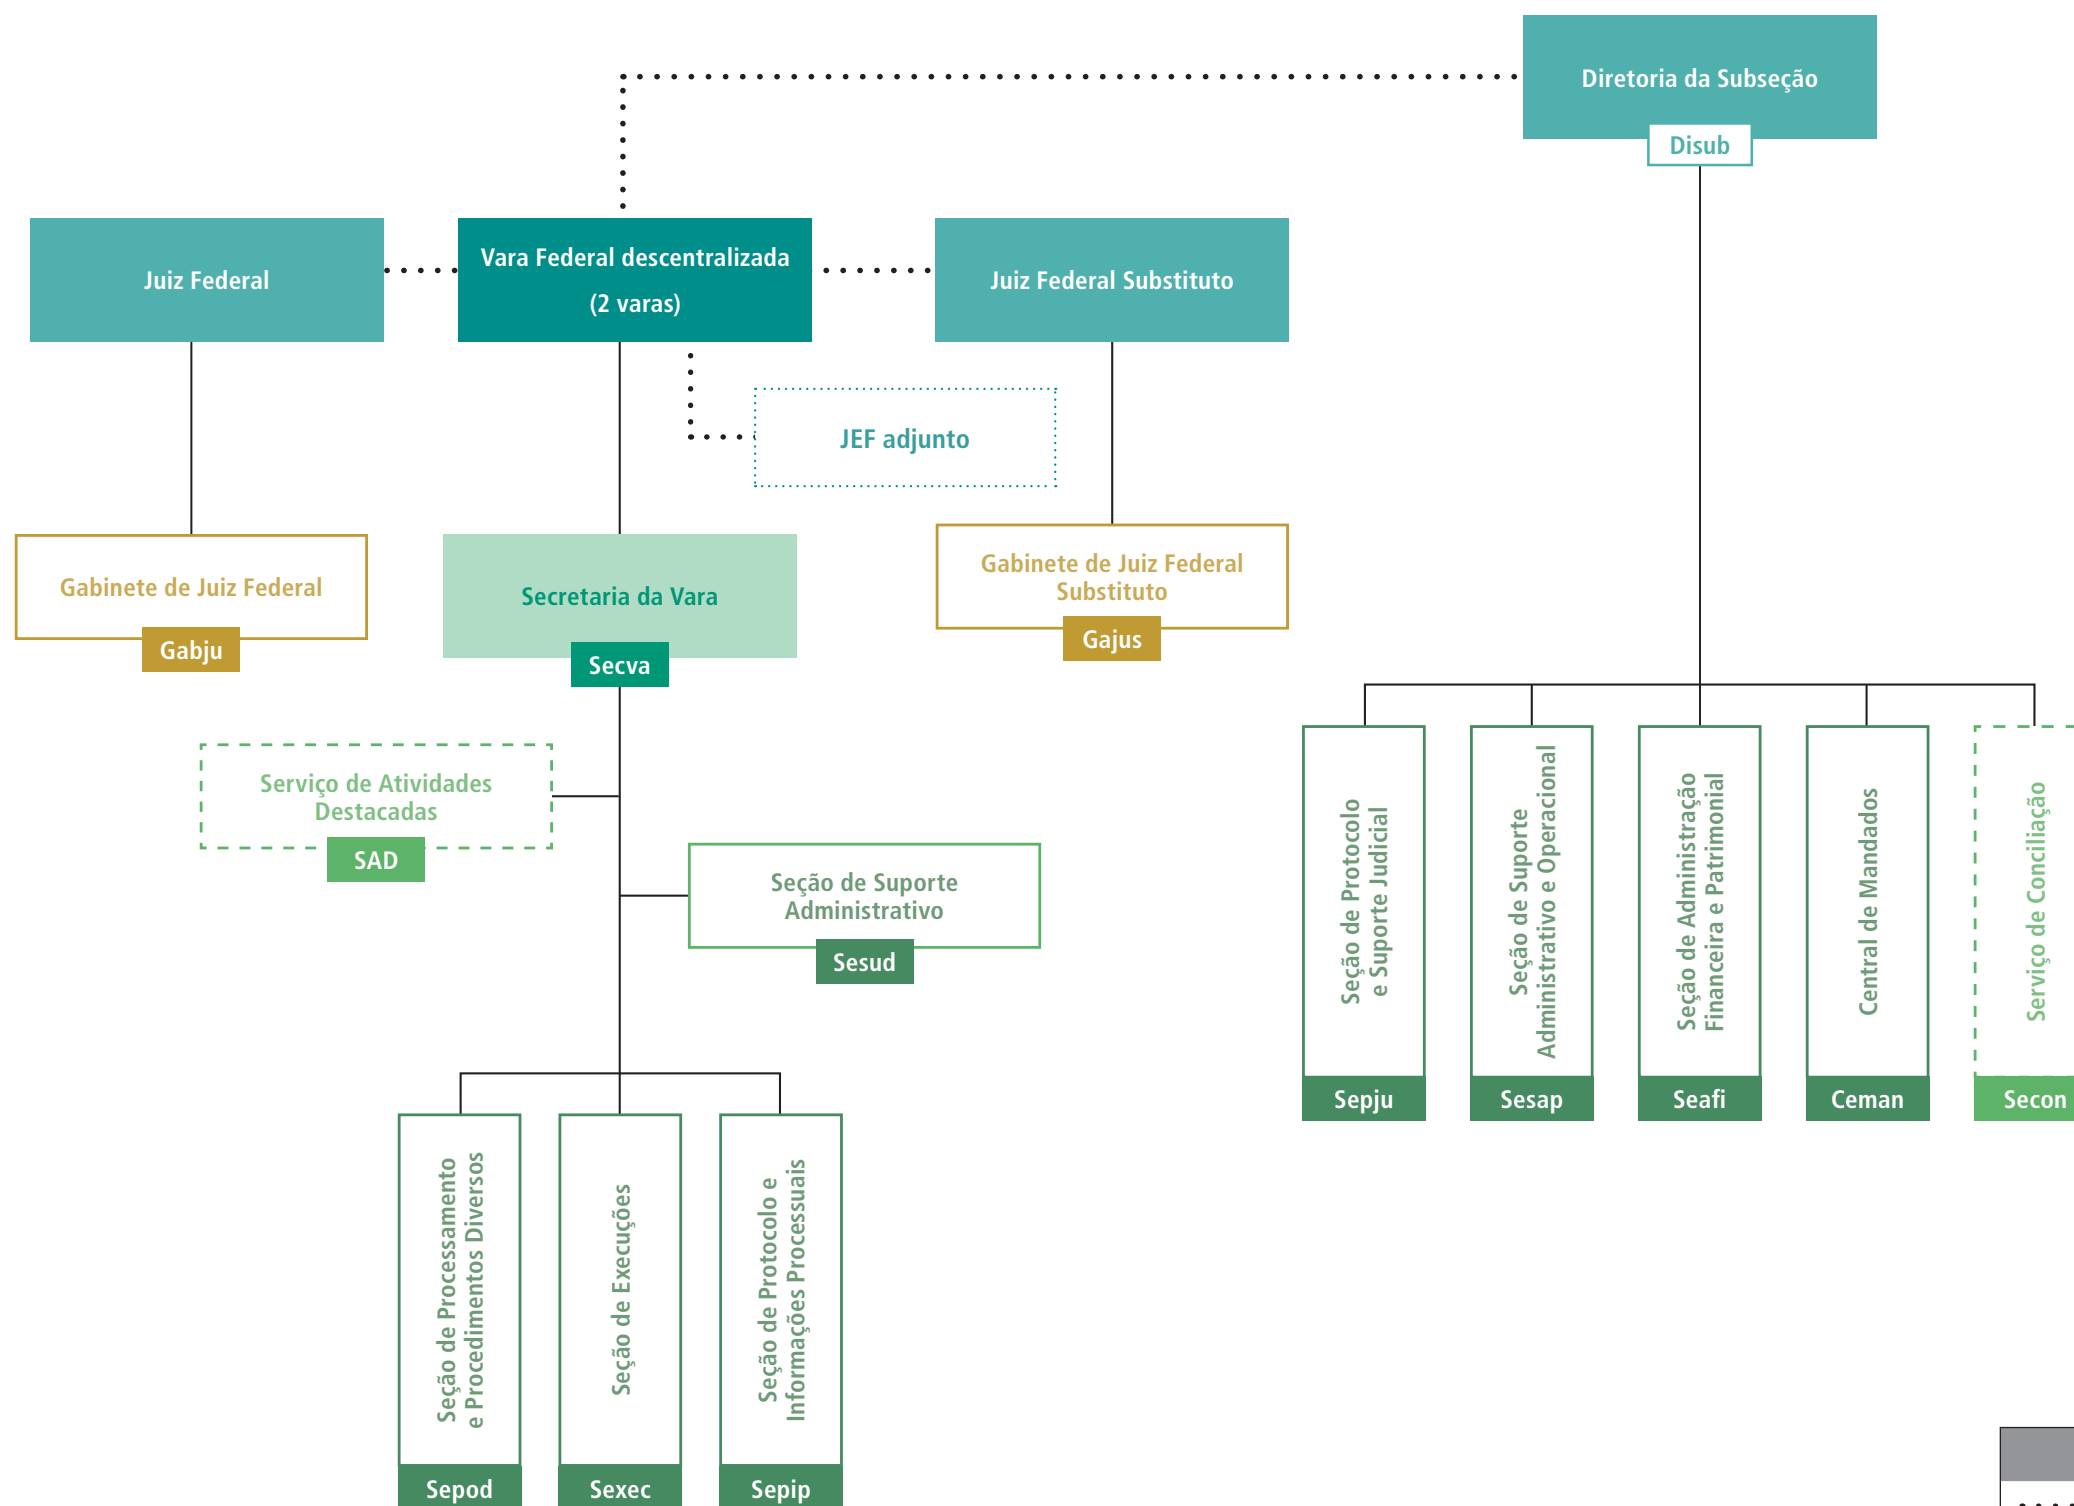 Diretoria da Subseção
Disub
Juiz Federal
Vara Federal descentralizada
(2 varas)
Juiz Federal Substituto
JEF adjunto
Gabinete de Juiz Federal
Gabju
Secretaria da Vara
Secva
Gabinete de Juiz Federal
Substituto
Gajus
Serviço de Atividades
Destacadas
SAD
Seção de Suporte
Administrativo
Sesud
Seção de Protocolo
e Suporte Judicial
Sepju
Seção de Suporte
Administrativo e Operacional
Sesap
Seção de Administração
Financeira e Patrimonial
Seafi
Central de Mandados
Ceman
Serviço de Conciliação
Secon
Seção de Processamento
e Procedimentos Diversos
Sepod
Seção de Execuções
Sexec
Seção de Protocolo e
Informações Processuais
Sepip